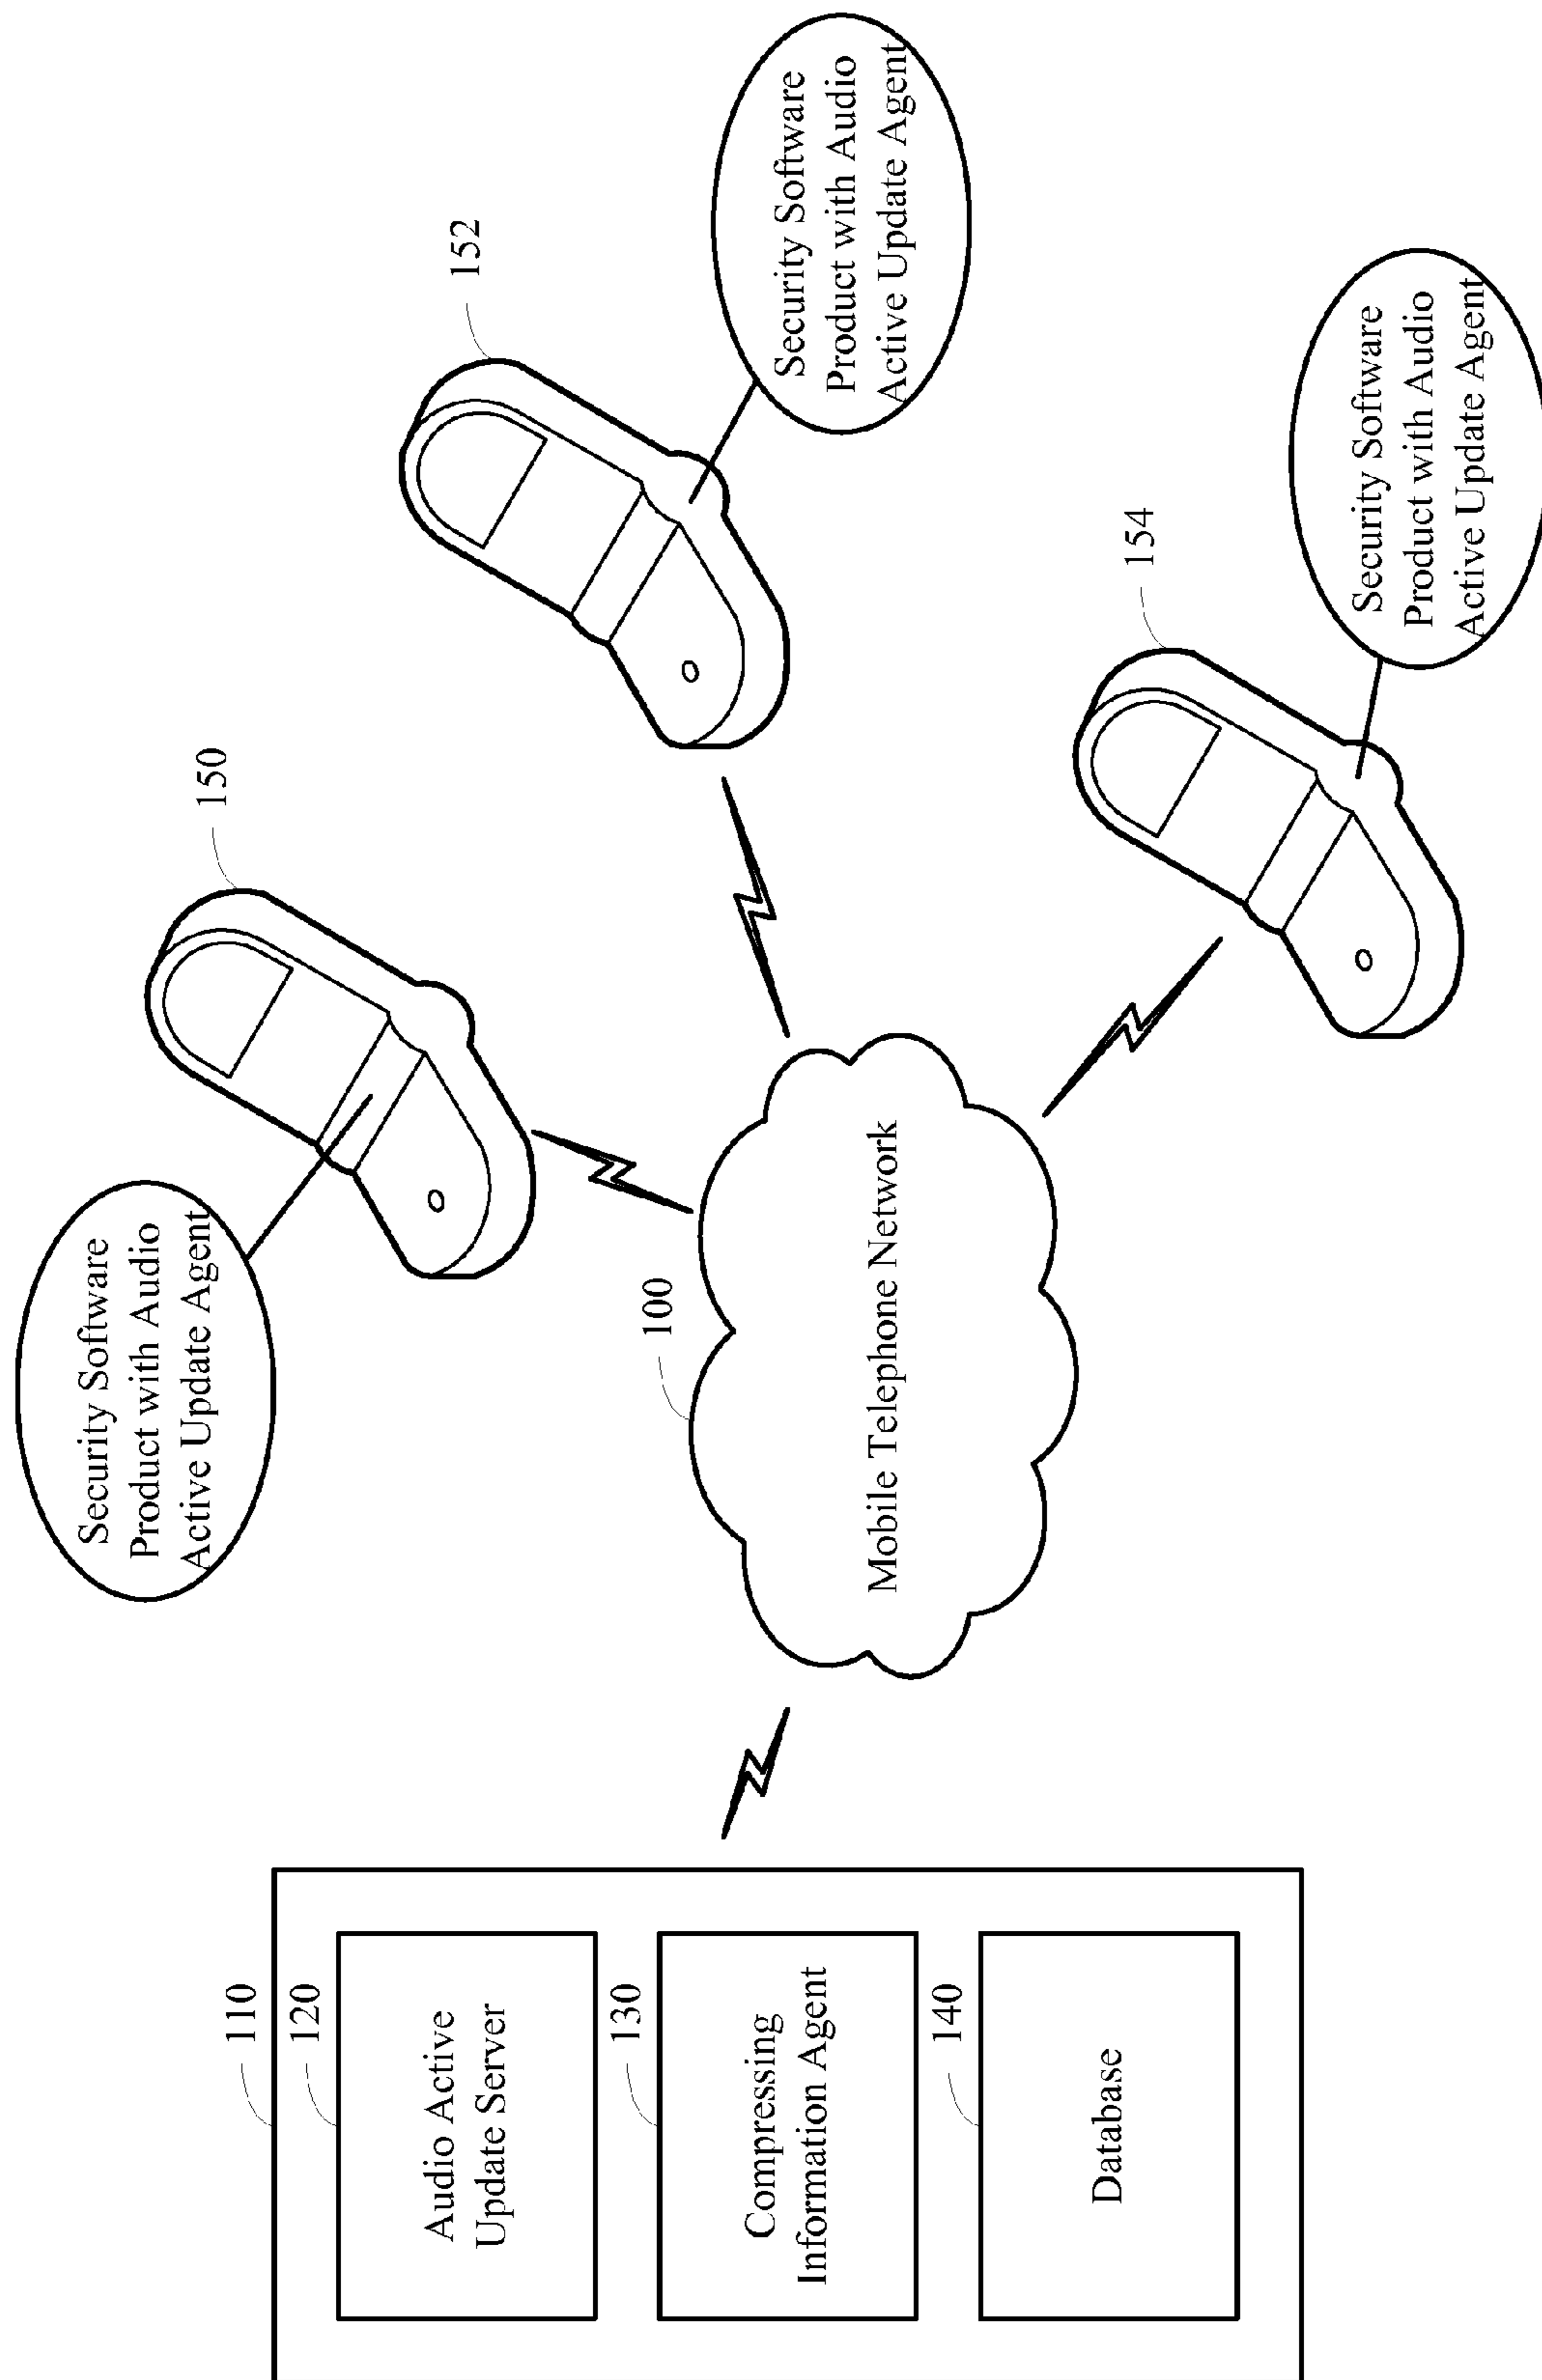 110
120
Audio Active
Update Server
130
Compressing
Information Agent
140
Database
100
Mobile Telephone Network
Security Software
Product with Audio
Active Update Agent
150
152
Security Software
Product with Audio
Active Update Agent
154
Security Software
Product with Audio
Active Update Agent